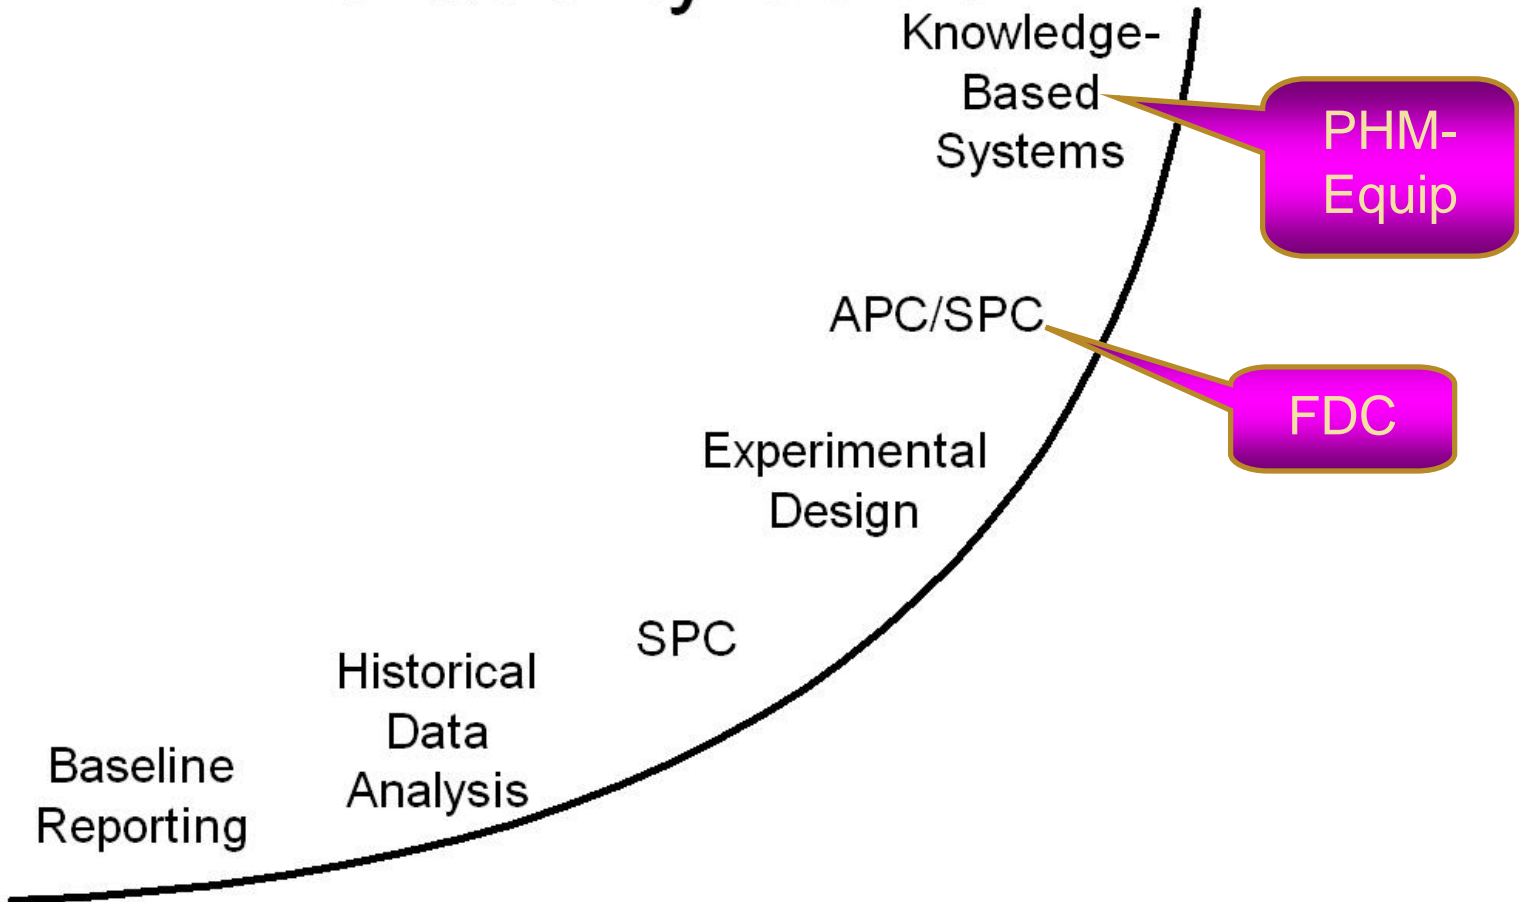 Knowledge-
Based
Systems
PHM-
Equip
APC/SPC
FDC
Experimental
Design
SPC
Historical
Data
Analysis
Baseline
Reporting